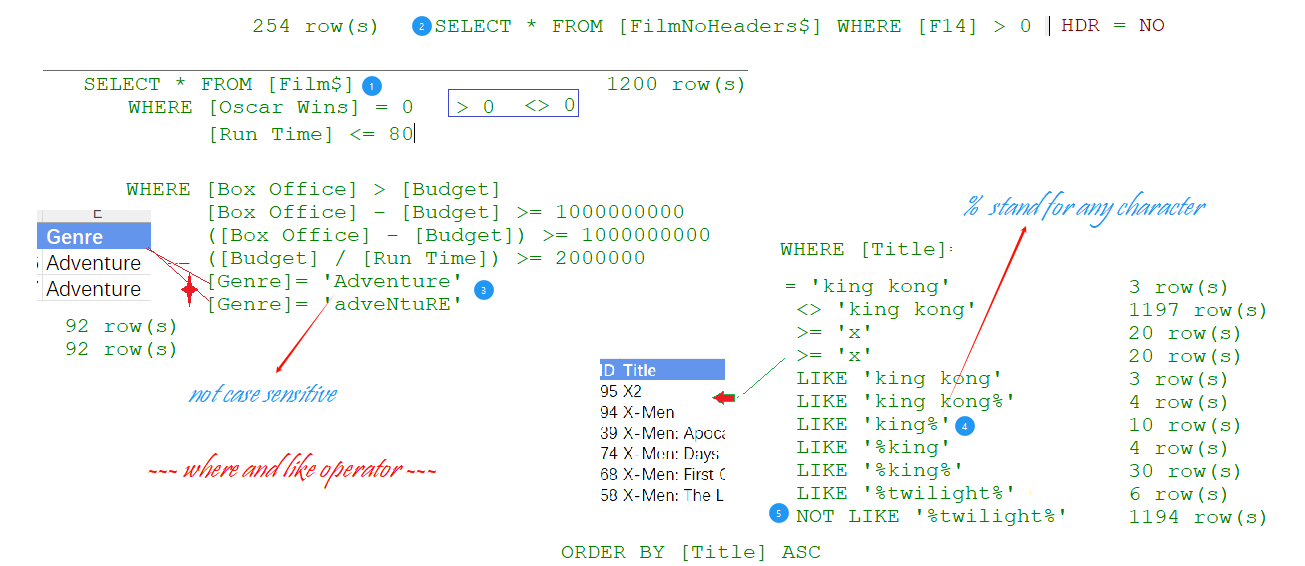 254 row(s) 2 SELECT * FROM [FilmNoHeaders$] WHERE [F14] > 0 | HDR = NO
SELECT * FROM [Film$] 1 1200 row(s)
WHERE [Oscar Wins] = 0 > 0 <> 0
[Run Time] <= 80
WHERE [Box Office] > [Budget]
[Box Office] - [Budget] >= 1000000000
([Box Office] - [Budget]) >= 1000000000
([Budget] / [Run Time]) >= 2000000
[Genre]= 'Adventure' 3
[Genre]= 'adveNtuRE'
E
Genre
Adventure
Adventure
92 row(s)
92 row(s)
not case sensitive
~~~ where and like operator ~~~
% stand for any character
WHERE [Title]=
= 'king kong' 3 row(s)
<> 'king kong' 1197 row(s)
>= 'x' 20 row(s)
>= 'x' 20 row(s)
LIKE 'king kong' 3 row(s)
LIKE 'king kong%' 4 row(s)
LIKE 'king%' 4 10 row(s)
LIKE '%king' 4 row(s)
LIKE '%king%' 30 row(s)
LIKE '%twilight%' 6 row(s)
5 NOT LIKE '%twilight%' 1194 row(s)
ID Title
95 X2
94 X-Men
39 X-Men: Apoca
74 X-Men: Days
68 X-Men: First C
58 X-Men: The L
ORDER BY [Title] ASC